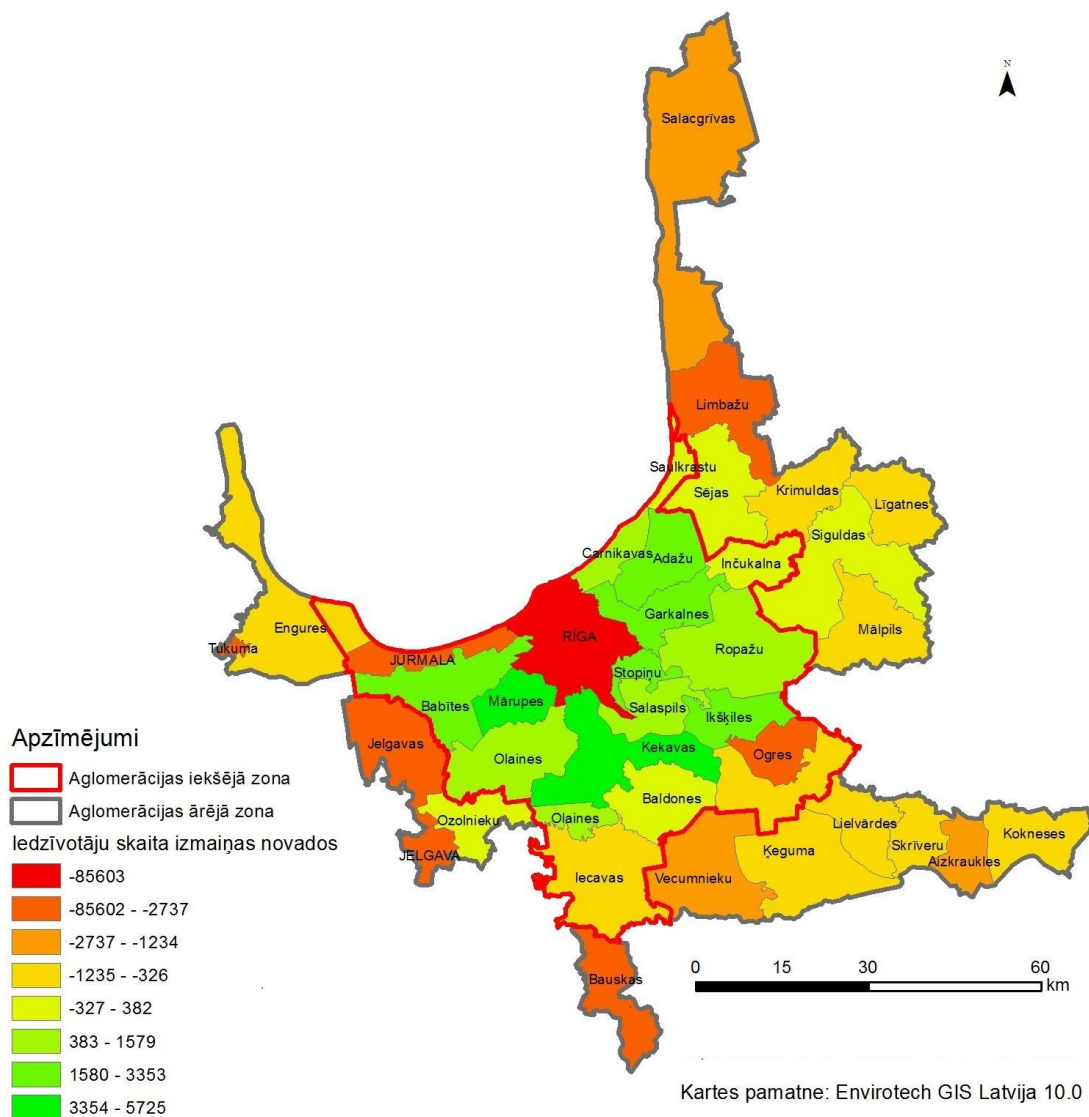 N
Salacgrīvas
Limbažu
Saulkrastu
Sējas
Krimuldas
Līgatnes
Siguldas
Carnikavas
Ādažu
Inčukalna
Garkalnes
Mālpils
Engures
Tukuma
RĪGA
Ropažu
JŪRMALA
Stopiņu
Babītes
Mārupes
Salaspils
Ikšķiles
Jelgavas
Olaines
Ķekavas
Ogres
Baldones
Ozolnieku
Olaines
Lielvārdes
Kokneses
JELGAVA
Ķeguma
Skrīveru
Aizkraukles
Iecavas
Vecumnieku
Bauskas
Apzīmējumi
Aglomerācijas iekšējā zona
Aglomerācijas ārējā zona
Iedzīvotāju skaita izmaiņas novados
-85603
-85602 - -2737
-2737 - -1234
-1235 - -326
-327 - 382
383 - 1579
1580 - 3353
3354 - 5725
0 15 30 60
km
Kartes pamatne: Envirotech GIS Latvija 10.0